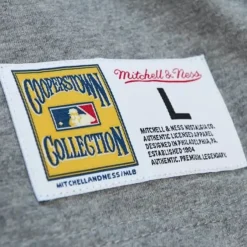 COOPERSTOWN
COLLECTION
MITCHELLANDNESS/MLB
Mitchell & Ness
L
MITCHELL & NESS NOSTALGIA CO.
AUTHENTIC LICENSED APPAREL
DESIGNED IN PHILADELPHIA, PA
ESTABLISHED 1904
AUTHENTIC. PREMIUM. LEGENDARY.